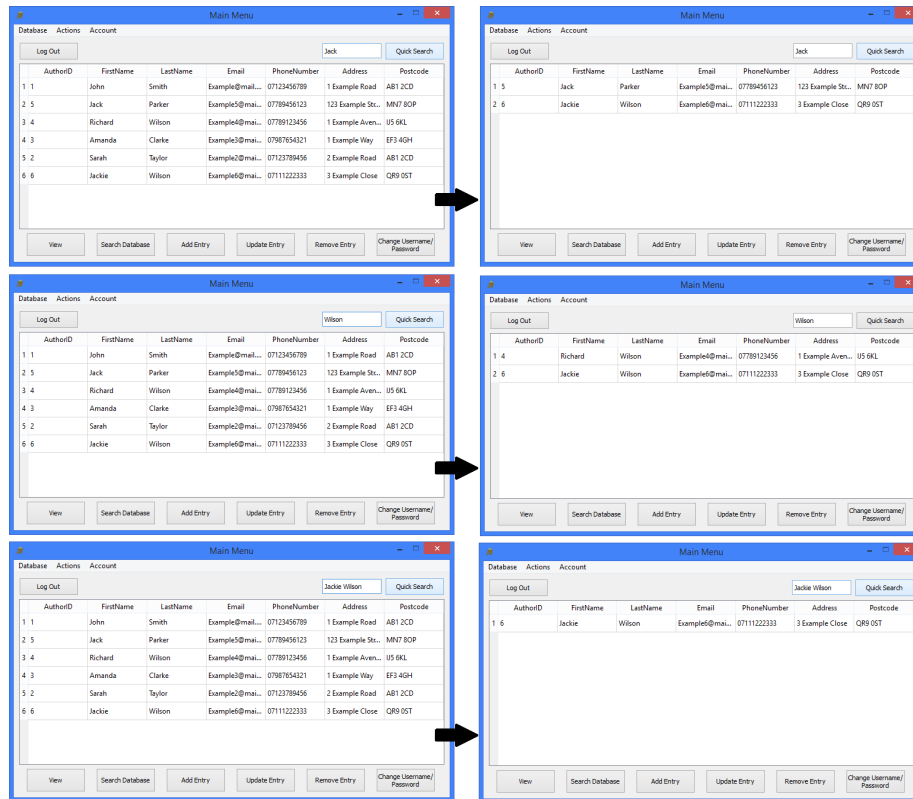 Main Menu
Database Actions Account
Log Out Jack Quick Search
AuthorID FirstName LastName Email PhoneNumber Address Postcode
1 1 John Smith Example@mail.... 07123456789 1 Example Road AB1 2CD
2 5 Jack Parker Example5@mai... 07789456123 123 Example Str... MN7 8OP
3 4 Richard Wilson Example4@mai... 07789123456 1 Example Aven... IJ5 6KL
4 3 Amanda Clarke Example3@mai... 07987654321 1 Example Way EF3 4GH
5 2 Sarah Taylor Example2@mai... 07123789456 2 Example Road AB1 2CD
6 6 Jackie Wilson Example6@mai... 07111222333 3 Example Close QR9 0ST
View Search Database Add Entry Update Entry Remove Entry Change Username/
Password
Main Menu
Database Actions Account
Log Out Jack Quick Search
AuthorID FirstName LastName Email PhoneNumber Address Postcode
1 5 Jack Parker Example5@mai... 07789456123 123 Example Str... MN7 8OP
2 6 Jackie Wilson Example6@mai... 07111222333 3 Example Close QR9 0ST
View Search Database Add Entry Update Entry Remove Entry Change Username/
Password
Main Menu
Database Actions Account
Log Out Wilson Quick Search
AuthorID FirstName LastName Email PhoneNumber Address Postcode
1 1 John Smith Example@mail.... 07123456789 1 Example Road AB1 2CD
2 5 Jack Parker Example5@mai... 07789456123 123 Example Str... MN7 8OP
3 4 Richard Wilson Example4@mai... 07789123456 1 Example Aven... IJ5 6KL
4 3 Amanda Clarke Example3@mai... 07987654321 1 Example Way EF3 4GH
5 2 Sarah Taylor Example2@mai... 07123789456 2 Example Road AB1 2CD
6 6 Jackie Wilson Example6@mai... 07111222333 3 Example Close QR9 0ST
View Search Database Add Entry Update Entry Remove Entry Change Username/
Password
Main Menu
Database Actions Account
Log Out Wilson Quick Search
AuthorID FirstName LastName Email PhoneNumber Address Postcode
1 4 Richard Wilson Example4@mai... 07789123456 1 Example Aven... IJ5 6KL
2 6 Jackie Wilson Example6@mai... 07111222333 3 Example Close QR9 0ST
View Search Database Add Entry Update Entry Remove Entry Change Username/
Password
Main Menu
Database Actions Account
Log Out Jackie Wilson Quick Search
AuthorID FirstName LastName Email PhoneNumber Address Postcode
1 1 John Smith Example@mail.... 07123456789 1 Example Road AB1 2CD
2 5 Jack Parker Example5@mai... 07789456123 123 Example Str... MN7 8OP
3 4 Richard Wilson Example4@mai... 07789123456 1 Example Aven... IJ5 6KL
4 3 Amanda Clarke Example3@mai... 07987654321 1 Example Way EF3 4GH
5 2 Sarah Taylor Example2@mai... 07123789456 2 Example Road AB1 2CD
6 6 Jackie Wilson Example6@mai... 07111222333 3 Example Close QR9 0ST
View Search Database Add Entry Update Entry Remove Entry Change Username/
Password
Main Menu
Database Actions Account
Log Out Jackie Wilson Quick Search
AuthorID FirstName LastName Email PhoneNumber Address Postcode
1 6 Jackie Wilson Example6@mai... 07111222333 3 Example Close QR9 0ST
View Search Database Add Entry Update Entry Remove Entry Change Username/
Password